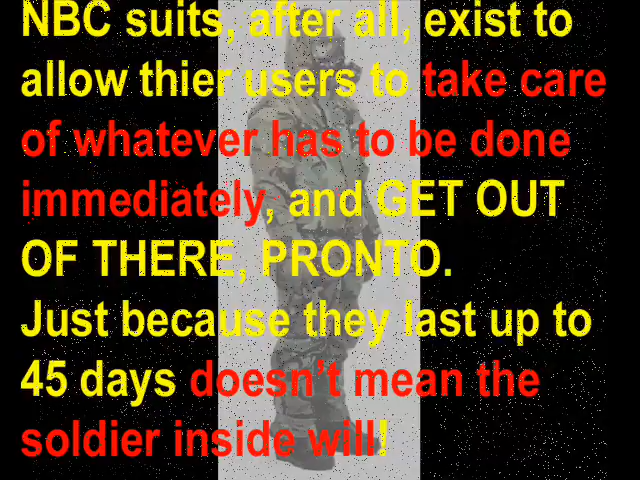 NBC suits, after all, exist to
allow thier users to take care
of whatever has to be done
immediately, and GET OUT
OF THERE, PRONTO.
Just because they last up to
45 days doesn't mean the
soldier inside will!